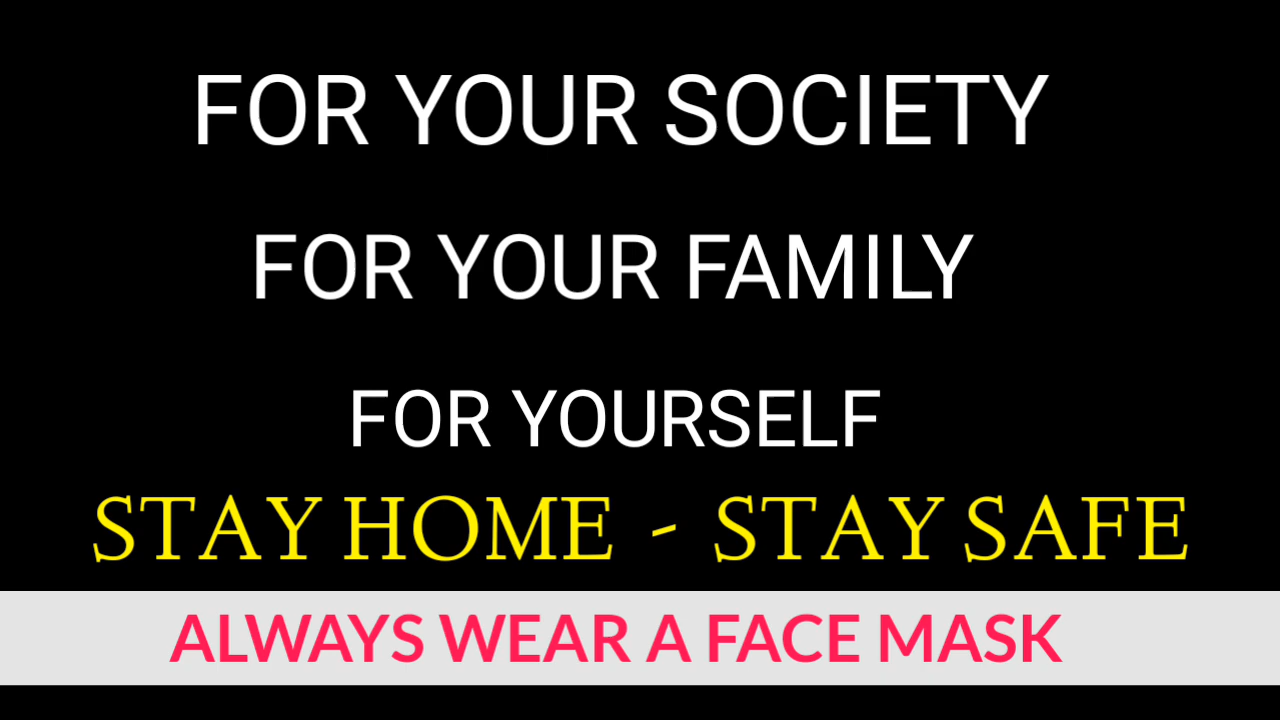 FOR YOUR SOCIETY
FOR YOUR FAMILY
FOR YOURSELF
STAY HOME - STAY SAFE
ALWAYS WEAR A FACE MASK